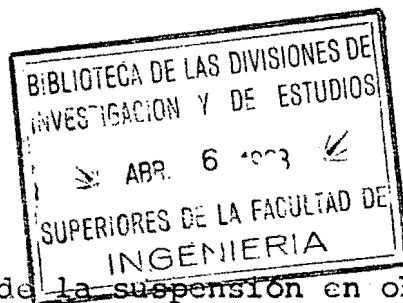 BIBLIOTECA DE LAS DIVISIONES DE
INVESTIGACION Y DE ESTUDIOS
ABR. 6
SUPERIORES DE LA FACULTAD DE
INGENIERIA
de la suspensión en